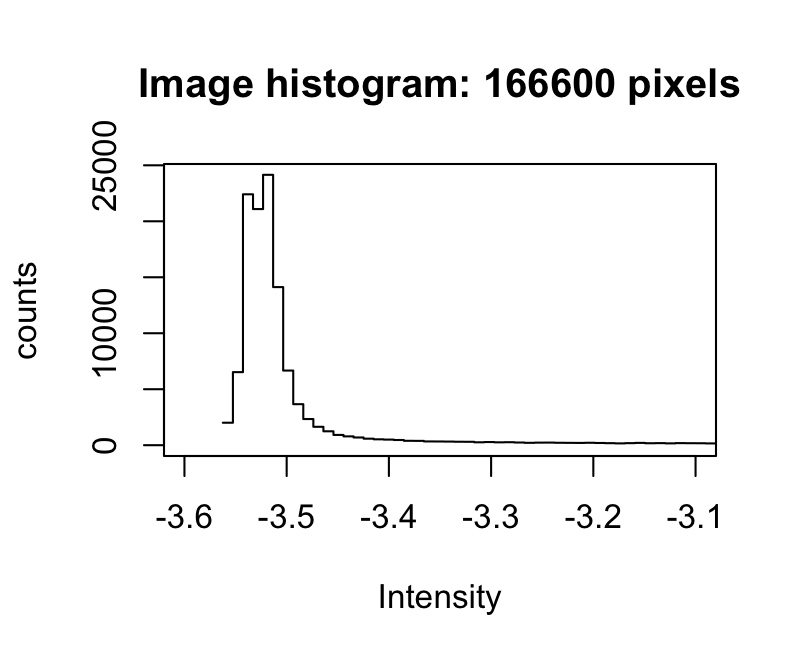 Image histogram: 166600 pixels
25000
10000
0
counts
-3.6 -3.5 -3.4 -3.3 -3.2 -3.1
Intensity